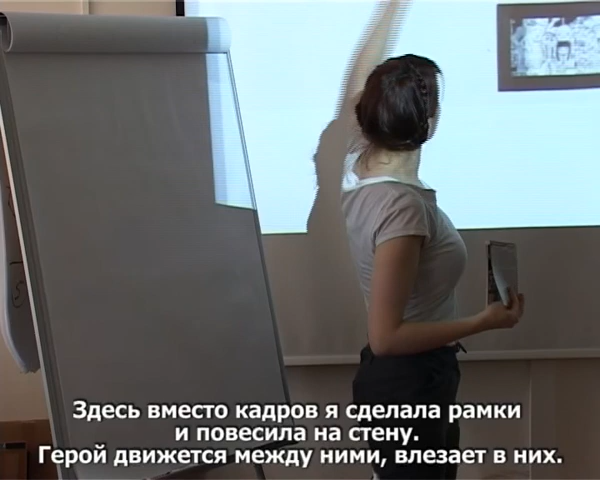 Здесь вместо кадров я сделала рамки
и повесила на стену.
Герой движется между ними, влезает в них.